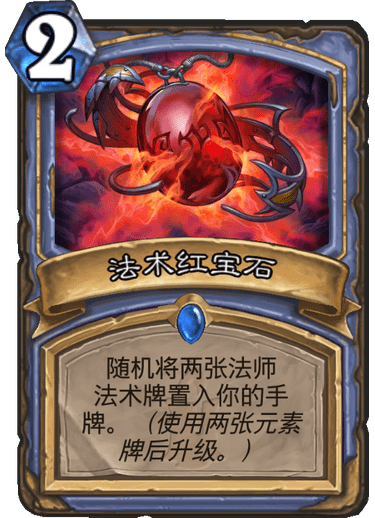 2
法术红宝石
随机将两张法师
法术牌置入你的手
牌。（使用两张元素
牌后升级。）